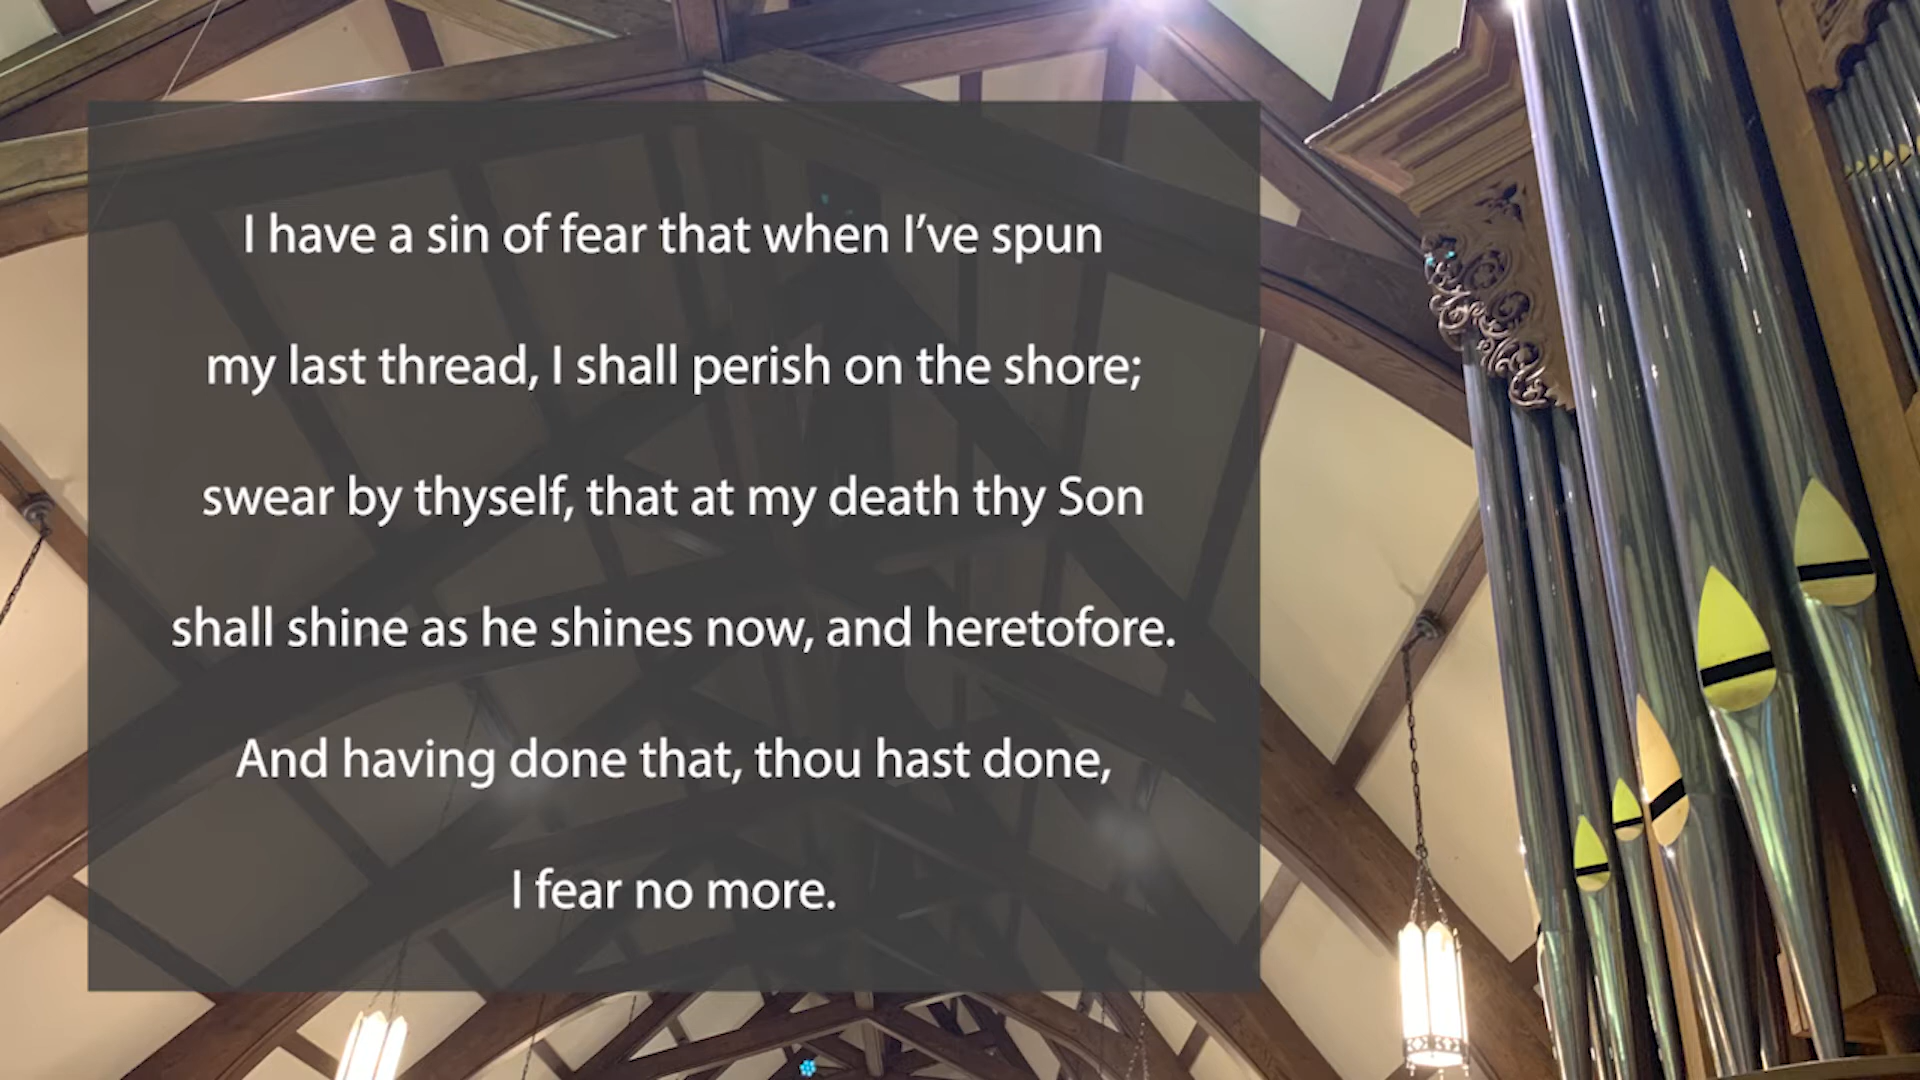 I have a sin of fear that when I’ve spun
my last thread, I shall perish on the shore;
swear by thyself, that at my death thy Son
shall shine as he shines now, and heretofore.
And having done that, thou hast done,
I fear no more.